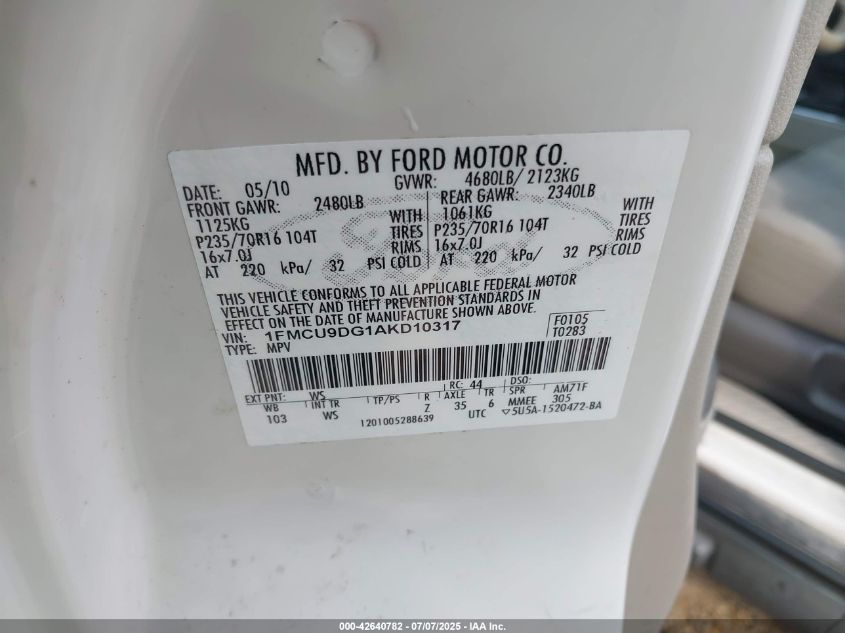 MFD. BY FORD MOTOR CO.
DATE: 05/10 GVWR: 4680LB/ 2123KG
FRONT GAWR: 2480LB REAR GAWR: 2340LB
1125KG WITH 1061KG WITH
P235/70R16 104T TIRES P235/70R16 104T TIRES
16x7.0J RIMS 16x7.0J RIMS
AT 220 kPa/ 32 PSI COLD AT 220 kPa/ 32 PSI COLD
THIS VEHICLE CONFORMS TO ALL APPLICABLE FEDERAL MOTOR
VEHICLE SAFETY AND THEFT PREVENTION STANDARDS IN
EFFECT ON THE DATE OF MANUFACTURE SHOWN ABOVE.
VIN: 1FMCU9DG1AKD10317 F0105
TYPE: MPV T0283
EXT PNT: WS RC: 44 DSO:
WB INT TR TP/PS R AXLE TR SPR AM71F
103 WS Z 35 6 MMEE 305
1201005288639 UTC ▽5U5A-1520472-BA
000-42640782 / 07/07/2025 - IAA Inc.